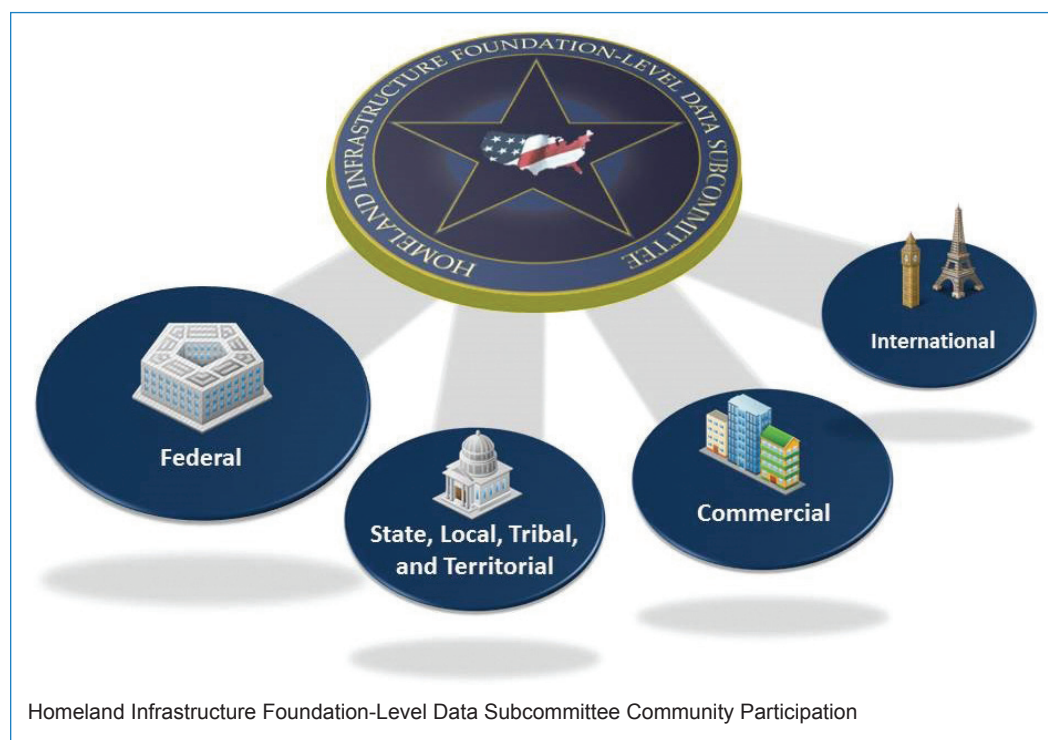 HOMELAND INFRASTRUCTURE FOUNDATION-LEVEL DATA SUBCOMMITTEE
International
Federal
Commercial
State, Local, Tribal,
and Territorial
Homeland Infrastructure Foundation-Level Data Subcommittee Community Participation